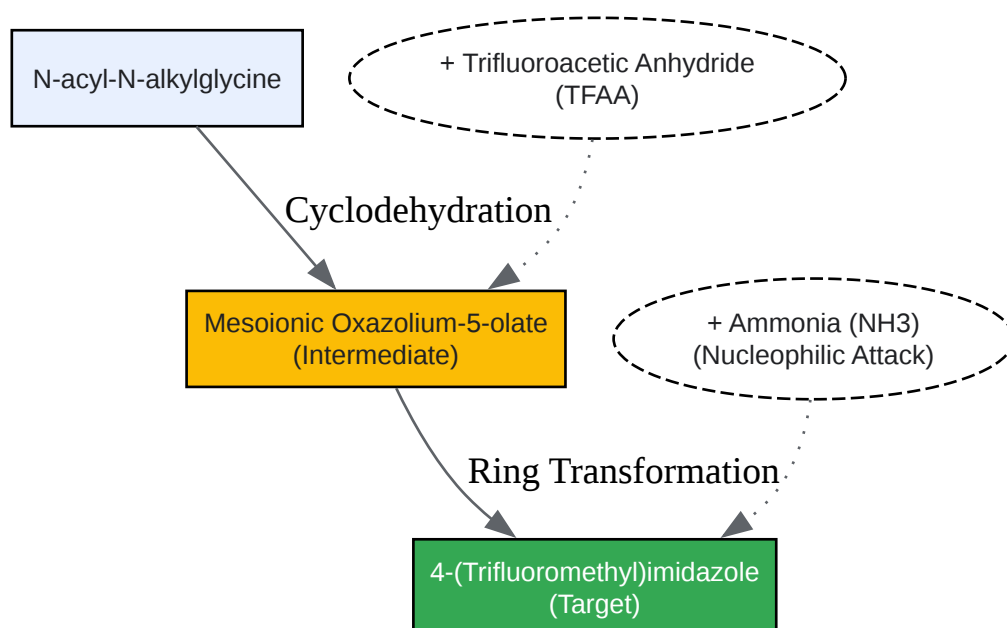 N-acyl-N-alkylglycine
+ Trifluoroacetic Anhydride
(TFAA)
Cyclodehydration
Mesoionic Oxazolium-5-olate
(Intermediate)
+ Ammonia (NH3)
(Nucleophilic Attack)
Ring Transformation
4-(Trifluoromethyl)imidazole
(Target)